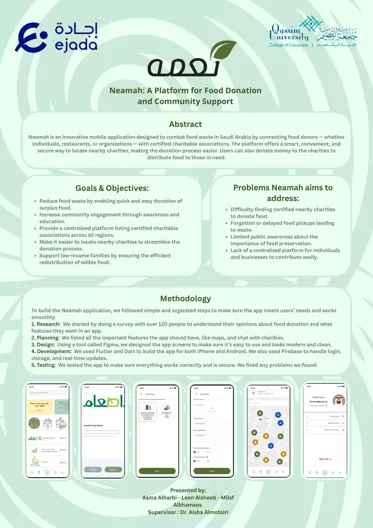 إجادة
ejada
Qassim
University
College of Computer
نعمه
Neamah: A Platform for Food Donation
and Community Support
Abstract
Neamah is an innovative mobile application designed to combat food waste in Saudi Arabia by connecting food donors — whether
individuals, restaurants, or organizations — with certified charitable associations. The platform offers a smart, convenient, and
secure way to locate nearby charities, making the donation process easier. Users can also donate money to the charities to
distribute food to those in need.
Goals & Objectives:
Reduce food waste by enabling quick and easy donation of
surplus food.
Increase community engagement through awareness and
education.
Provide a centralized platform listing certified charitable
associations across all regions.
Make it easier to locate nearby charities to streamline the
donation process.
Support low-income families by ensuring the efficient
redistribution of edible food.
Problems Neamah aims to
address:
Difficulty finding certified nearby charities
to donate food.
Forgotten or delayed food pickups leading
to waste.
Limited public awareness about the
importance of food preservation.
Lack of a centralized platform for individuals
and businesses to contribute easily.
Methodology
To build the Neamah application, we followed simple and organized steps to make sure the app meets users' needs and works
smoothly:
1. Research: We started by doing a survey with over 120 people to understand their opinions about food donation and what
features they want in an app.
2. Planning: We listed all the important features the app should have, like maps, and chat with charities.
3. Design: Using a tool called Figma, we designed the app screens to make sure it's easy to use and looks modern and clean.
4. Development: We used Flutter and Dart to build the app for both iPhone and Android. We also used Firebase to handle login,
storage, and real-time updates.
5. Testing: We tested the app to make sure everything works correctly and is secure. We fixed any problems we found:
إطعام
Presented by:
Asma Alharbi - Leen Alsheeb - Milaf
Alkhamees
Supervisor : Dr. Aisha Almotairi